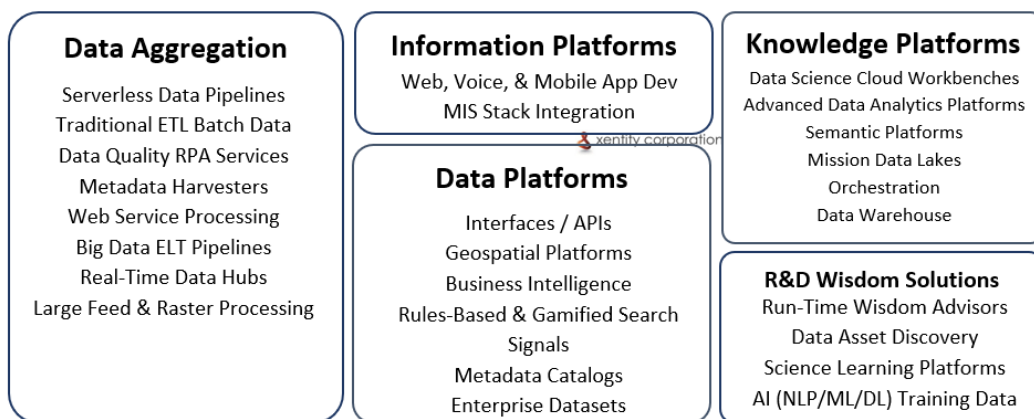 Data Aggregation
Serverless Data Pipelines
Traditional ETL Batch Data
Data Quality RPA Services
Metadata Harvesters
Web Service Processing
Big Data ELT Pipelines
Real-Time Data Hubs
Large Feed & Raster Processing
Information Platforms
Web, Voice, & Mobile App Dev
MIS Stack Integration
xentity corporation
Data Platforms
Interfaces / APIs
Geospatial Platforms
Business Intelligence
Rules-Based & Gamified Search
Signals
Metadata Catalogs
Enterprise Datasets
Knowledge Platforms
Data Science Cloud Workbenches
Advanced Data Analytics Platforms
Semantic Platforms
Mission Data Lakes
Orchestration
Data Warehouse
R&D Wisdom Solutions
Run-Time Wisdom Advisors
Data Asset Discovery
Science Learning Platforms
AI (NLP/ML/DL) Training Data